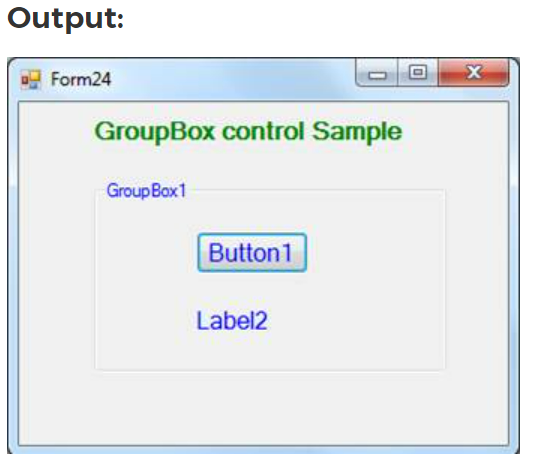 Output:
Form24
GroupBox control Sample
GroupBox1
Button1
Label2